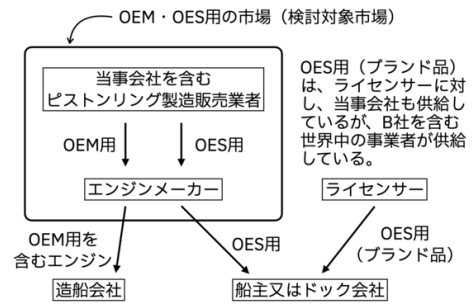 OEM・OES用の市場（検討対象市場）
当事会社を含む
ピストンリング製造販売業者
OEM用
OES用
エンジンメーカー
OES用（ブランド品）
は、ライセンサーに対
し、当事会社も供給し
ているが、B社を含む
世界中の事業者が供給
している。
ライセンサー
OEM用を
含むエンジン
OES用
OES用
（ブランド品）
造船会社
船主又はドック会社